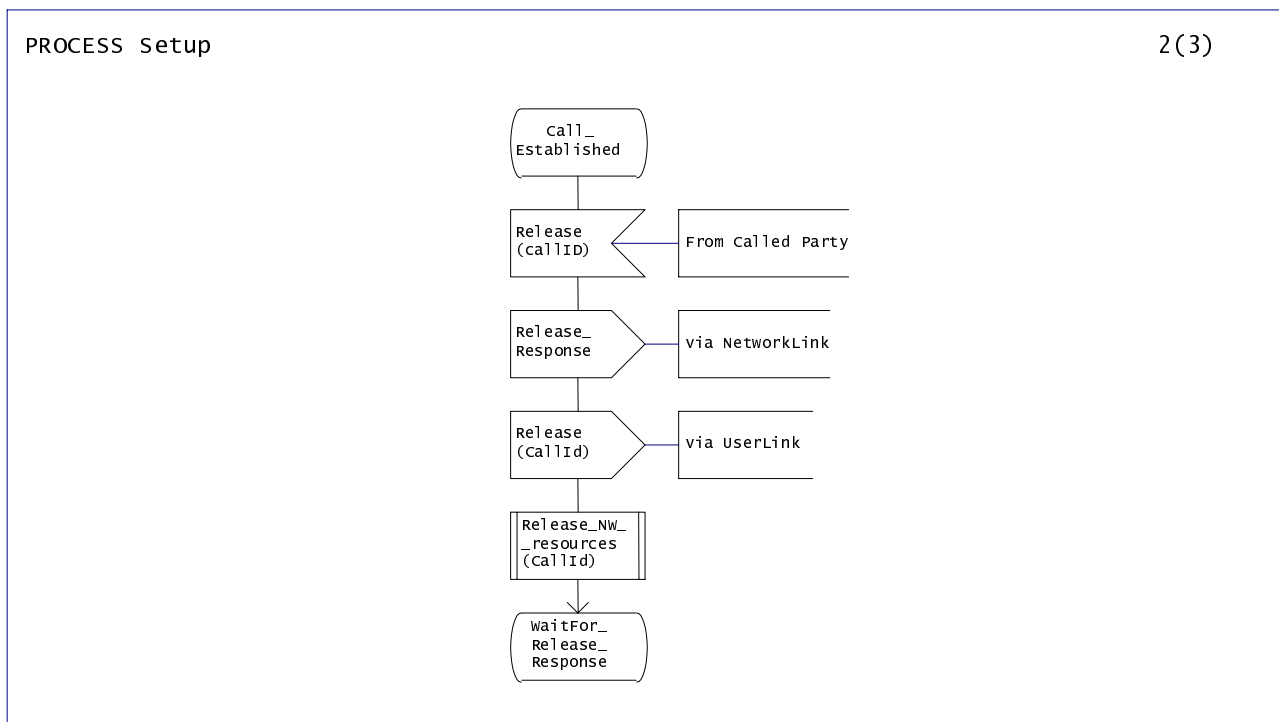 PROCESS Setup
2(3)
Call_
Established
Release
(callID)
From Called Party
Release_
Response
via NetworkLink
Release
(CallId)
via UserLink
Release_NW_
_resources
(CallId)
WaitFor_
Release_
Response